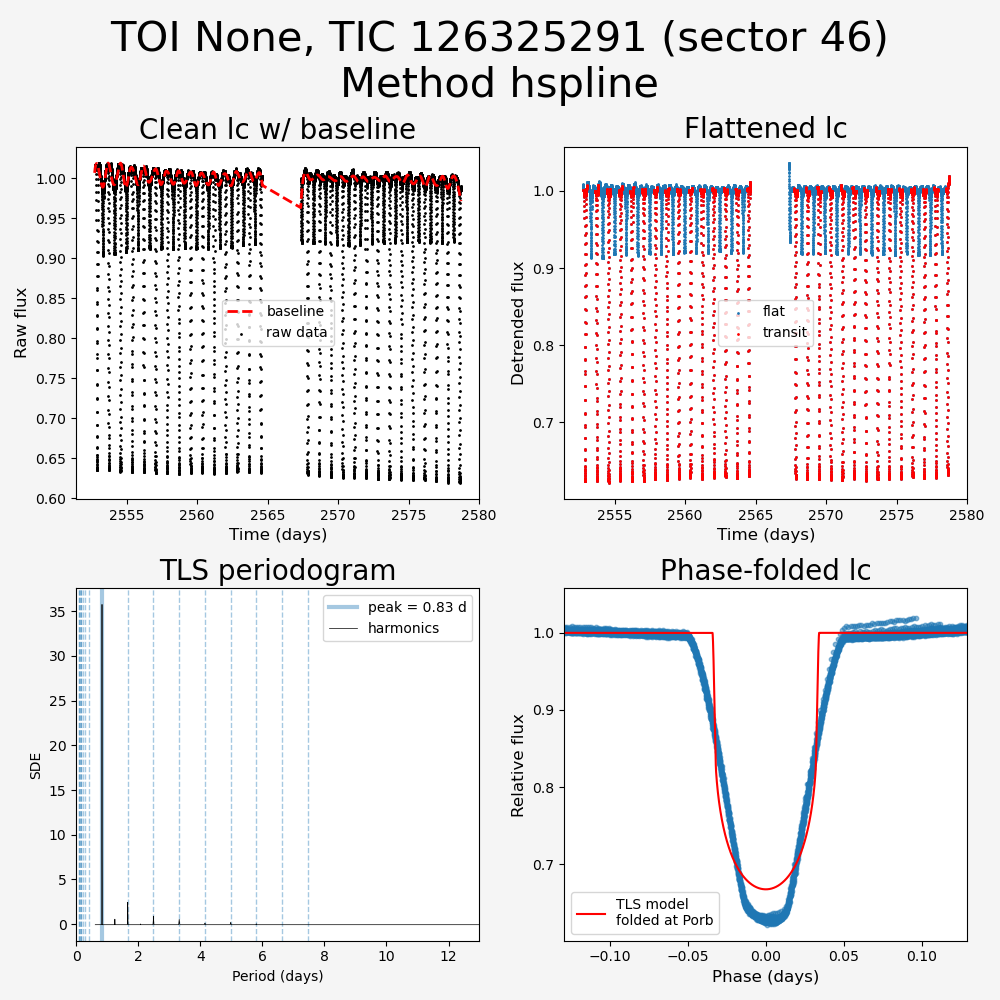 TOI None, TIC 126325291 (sector 46)
Method hspline
Clean lc w/ baseline
Raw flux
1.00
0.95
0.90
0.85
0.80
0.75
0.70
0.65
0.60
baseline
raw data
2555
2560
2565
2570
2575
2580
Time (days)
Flattened lc
Detrended flux
1.0
0.9
0.8
0.7
flat
transit
2555
2560
2565
2570
2575
2580
Time (days)
TLS periodogram
SDE
35
30
25
20
15
10
5
0
peak = 0.83 d
harmonics
0
2
4
6
8
10
12
Period (days)
Phase-folded lc
Relative flux
1.0
0.9
0.8
0.7
TLS model
folded at Porb
−0.10
−0.05
0.00
0.05
0.10
Phase (days)